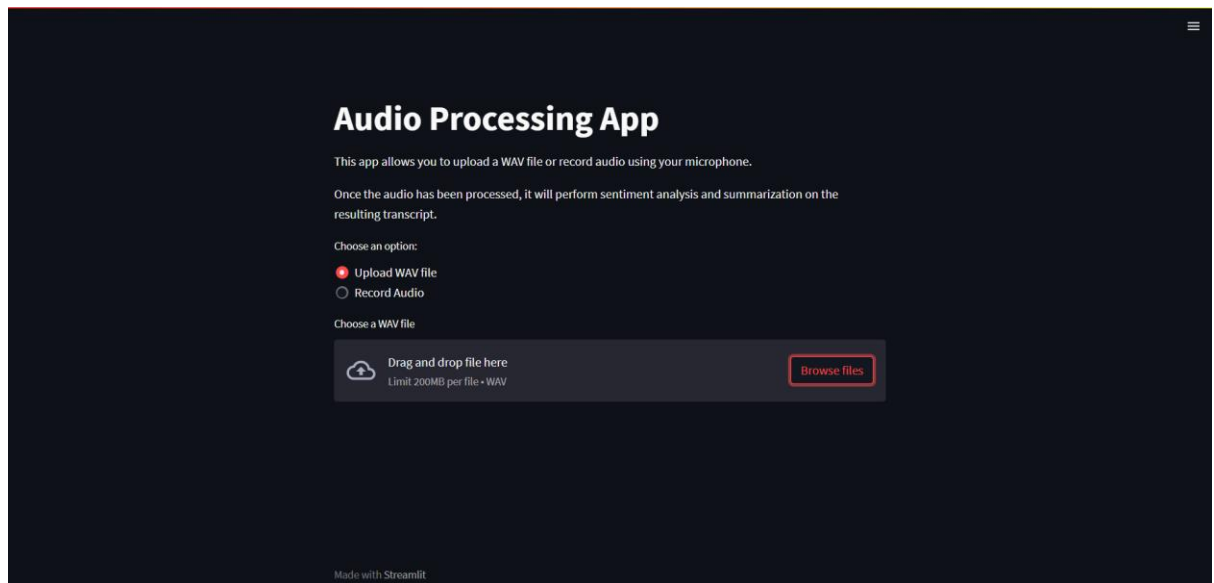 Audio Processing App
This app allows you to upload a WAV file or record audio using your microphone.
Once the audio has been processed, it will perform sentiment analysis and summarization on the
resulting transcript.
Choose an option:
Upload WAV file
Record Audio
Choose a WAV file
Drag and drop file here
Limit 200MB per file • WAV
Browse files
Made with Streamlit